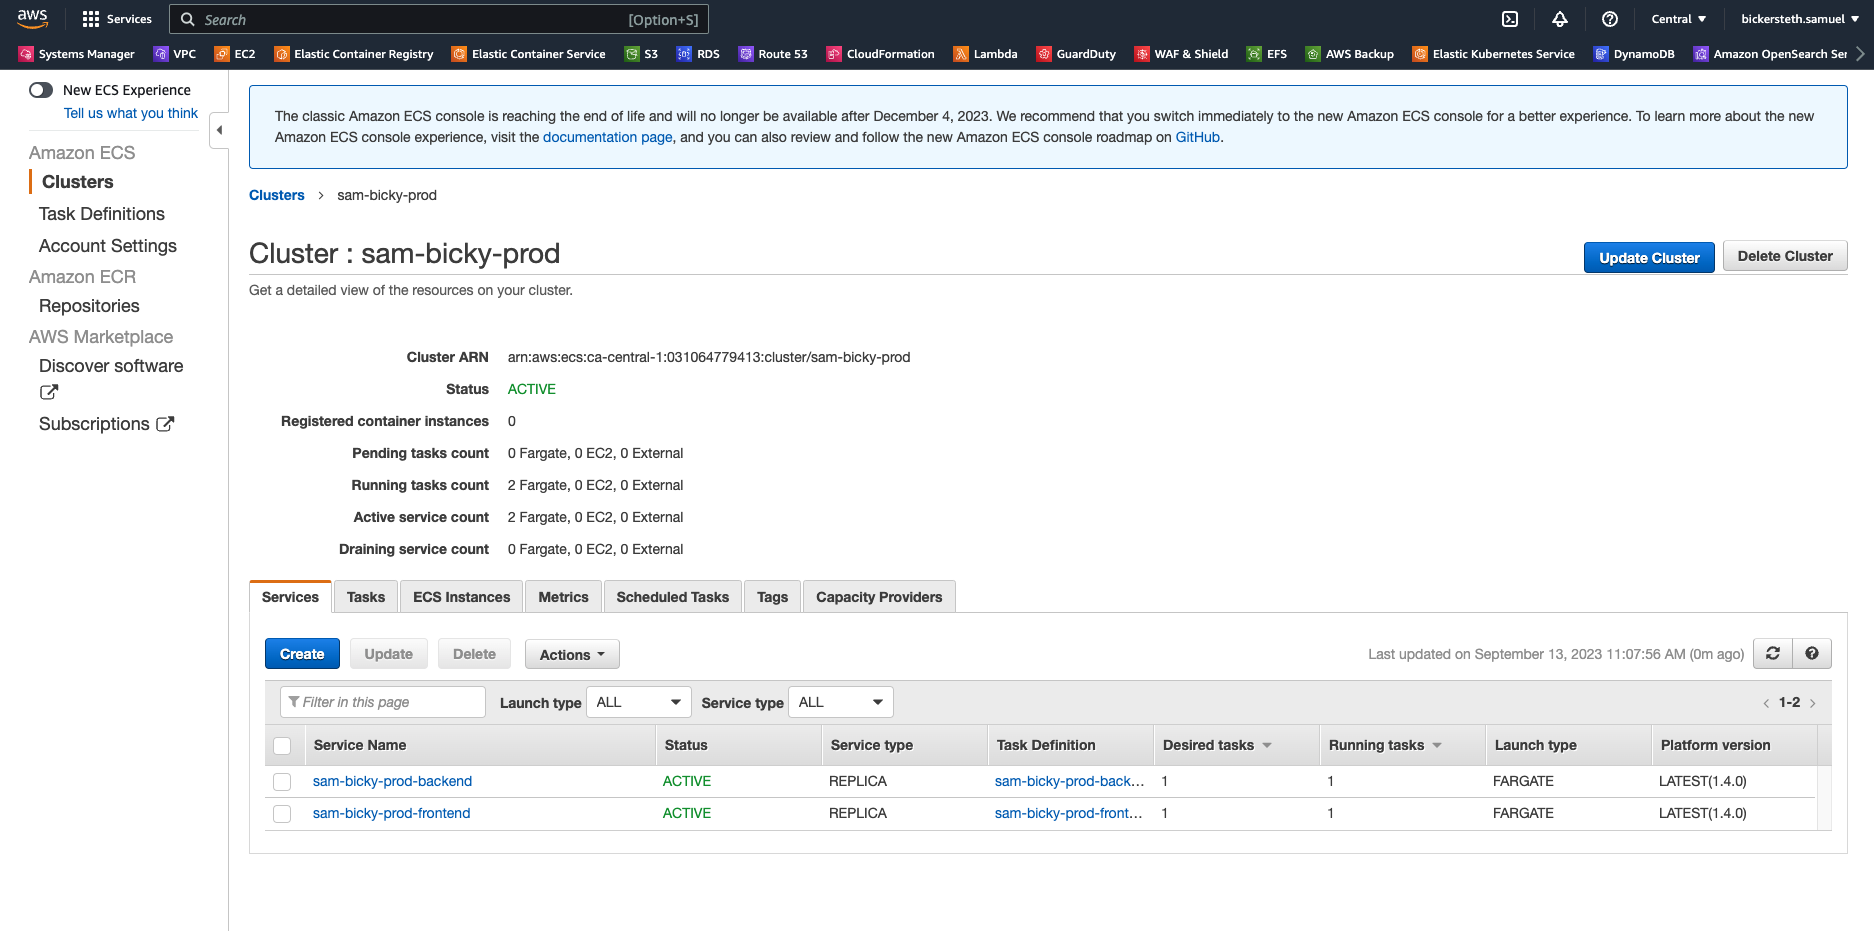 aws
Services
Search
[Option+S]
Central
bickersteth.samuel
Systems Manager
VPC
EC2
Elastic Container Registry
Elastic Container Service
S3
RDS
Route 53
CloudFormation
Lambda
GuardDuty
WAF & Shield
EFS
AWS Backup
Elastic Kubernetes Service
DynamoDB
Amazon OpenSearch Ser
New ECS Experience
Tell us what you think
Amazon ECS
Clusters
Task Definitions
Account Settings
Amazon ECR
Repositories
AWS Marketplace
Discover software
Subscriptions
The classic Amazon ECS console is reaching the end of life and will no longer be available after December 4, 2023. We recommend that you switch immediately to the new Amazon ECS console for a better experience. To learn more about the new
Amazon ECS console experience, visit the documentation page, and you can also review and follow the new Amazon ECS console roadmap on GitHub.
Clusters > sam-bicky-prod
Cluster : sam-bicky-prod
Update Cluster
Delete Cluster
Get a detailed view of the resources on your cluster.
Cluster ARN arn:aws:ecs:ca-central-1:031064779413:cluster/sam-bicky-prod
Status ACTIVE
Registered container instances 0
Pending tasks count 0 Fargate, 0 EC2, 0 External
Running tasks count 2 Fargate, 0 EC2, 0 External
Active service count 2 Fargate, 0 EC2, 0 External
Draining service count 0 Fargate, 0 EC2, 0 External
Services
Tasks
ECS Instances
Metrics
Scheduled Tasks
Tags
Capacity Providers
Create
Update
Delete
Actions
Last updated on September 13, 2023 11:07:56 AM (0m ago)
Filter in this page
Launch type ALL
Service type ALL
< 1-2 >
Service Name Status Service type Task Definition Desired tasks Running tasks Launch type Platform version
sam-bicky-prod-backend ACTIVE REPLICA sam-bicky-prod-back... 1 1 FARGATE LATEST(1.4.0)
sam-bicky-prod-frontend ACTIVE REPLICA sam-bicky-prod-front... 1 1 FARGATE LATEST(1.4.0)